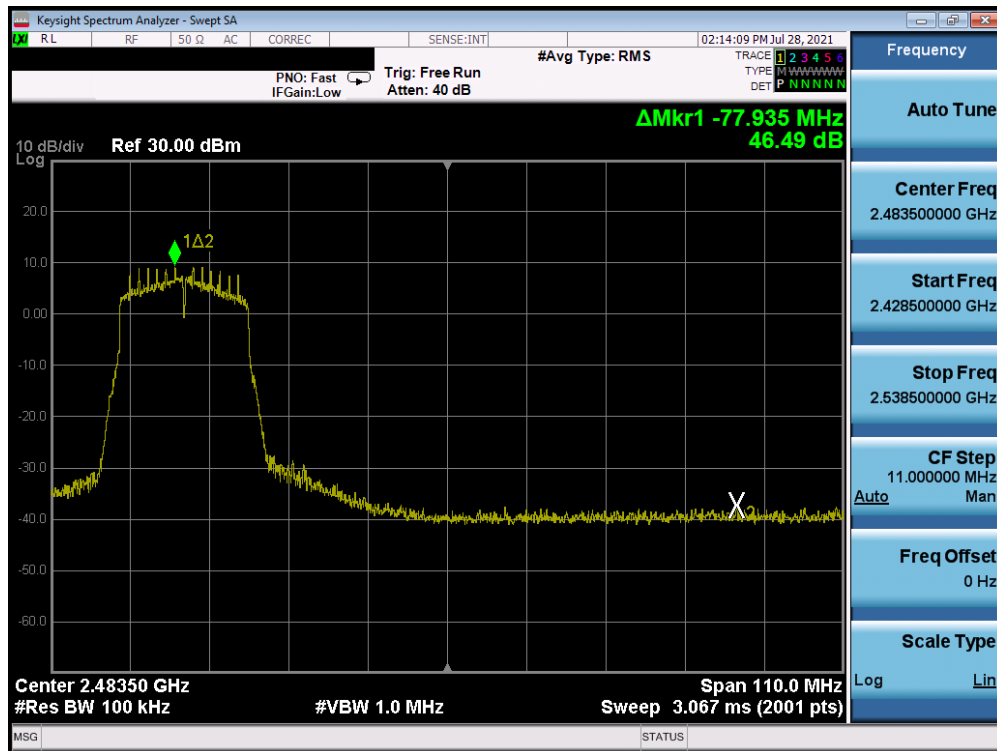 Keysight Spectrum Analyzer - Swept SA
LXI RL RF 50 Ω AC CORREC SENSE:INT 02:14:09 PM Jul 28, 2021
#Avg Type: RMS TRACE 1 2 3 4 5 6
PNO: Fast Trig: Free Run TYPE M W W W W W
IFGain:Low Atten: 40 dB DET P N N N N N
ΔMkr1 -77.935 MHz
46.49 dB
10 dB/div Ref 30.00 dBm
Log
20.0
1Δ2
10.0
0.00
-10.0
-20.0
-30.0
-40.0
X2
-50.0
-60.0
Center 2.48350 GHz Span 110.0 MHz
#Res BW 100 kHz #VBW 1.0 MHz Sweep 3.067 ms (2001 pts)
MSG STATUS
Frequency
Auto Tune
Center Freq
2.483500000 GHz
Start Freq
2.428500000 GHz
Stop Freq
2.538500000 GHz
CF Step
11.000000 MHz
Auto Man
Freq Offset
0 Hz
Scale Type
Log Lin